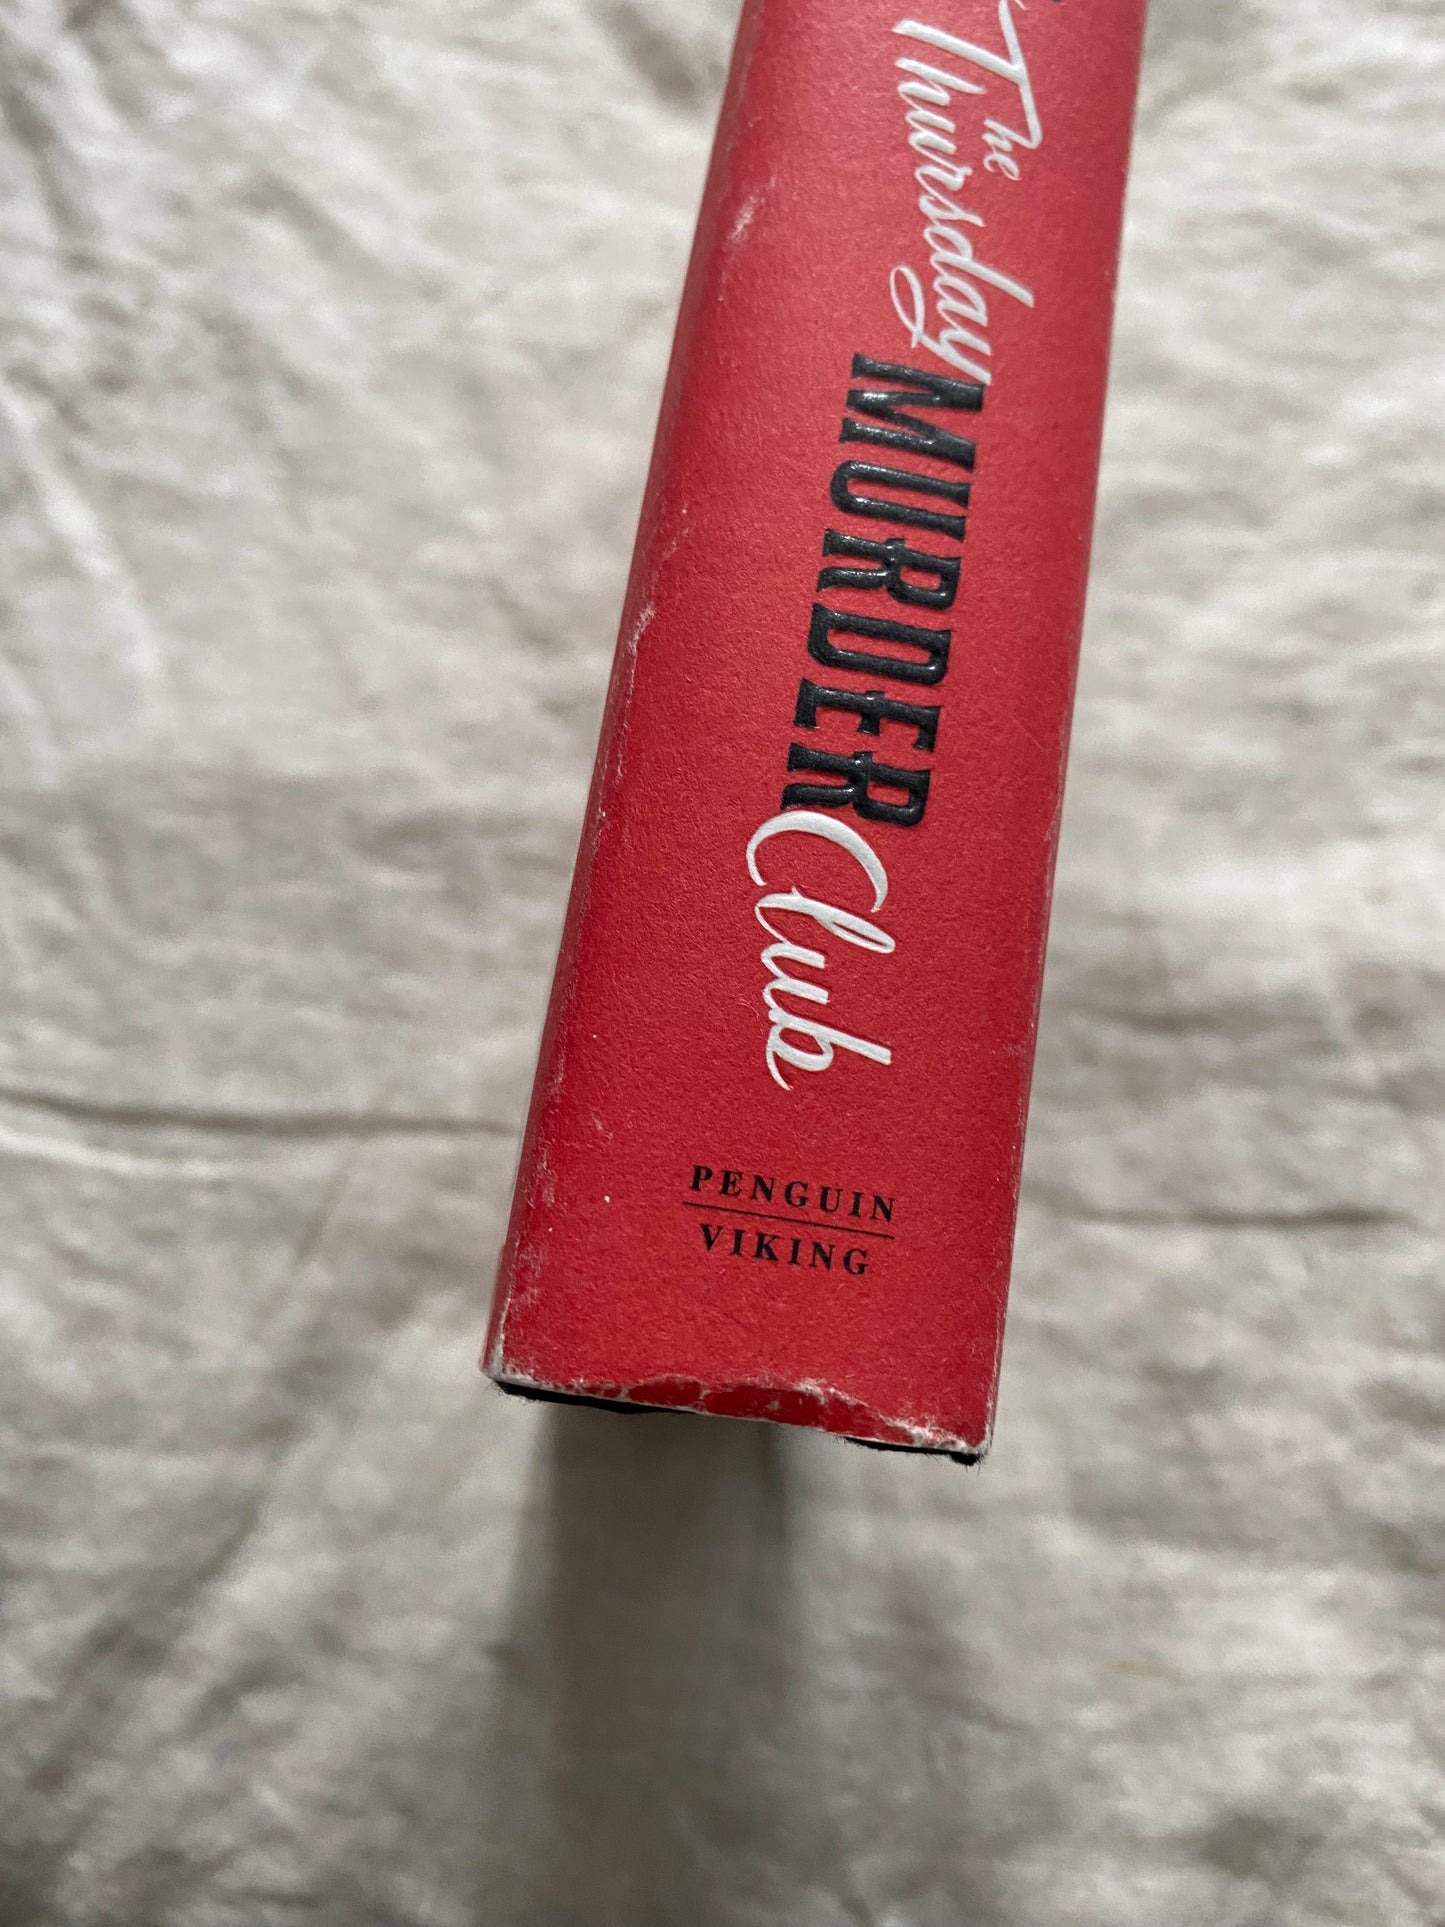 The
Thursday
MURDER
Club
PENGUIN
VIKING